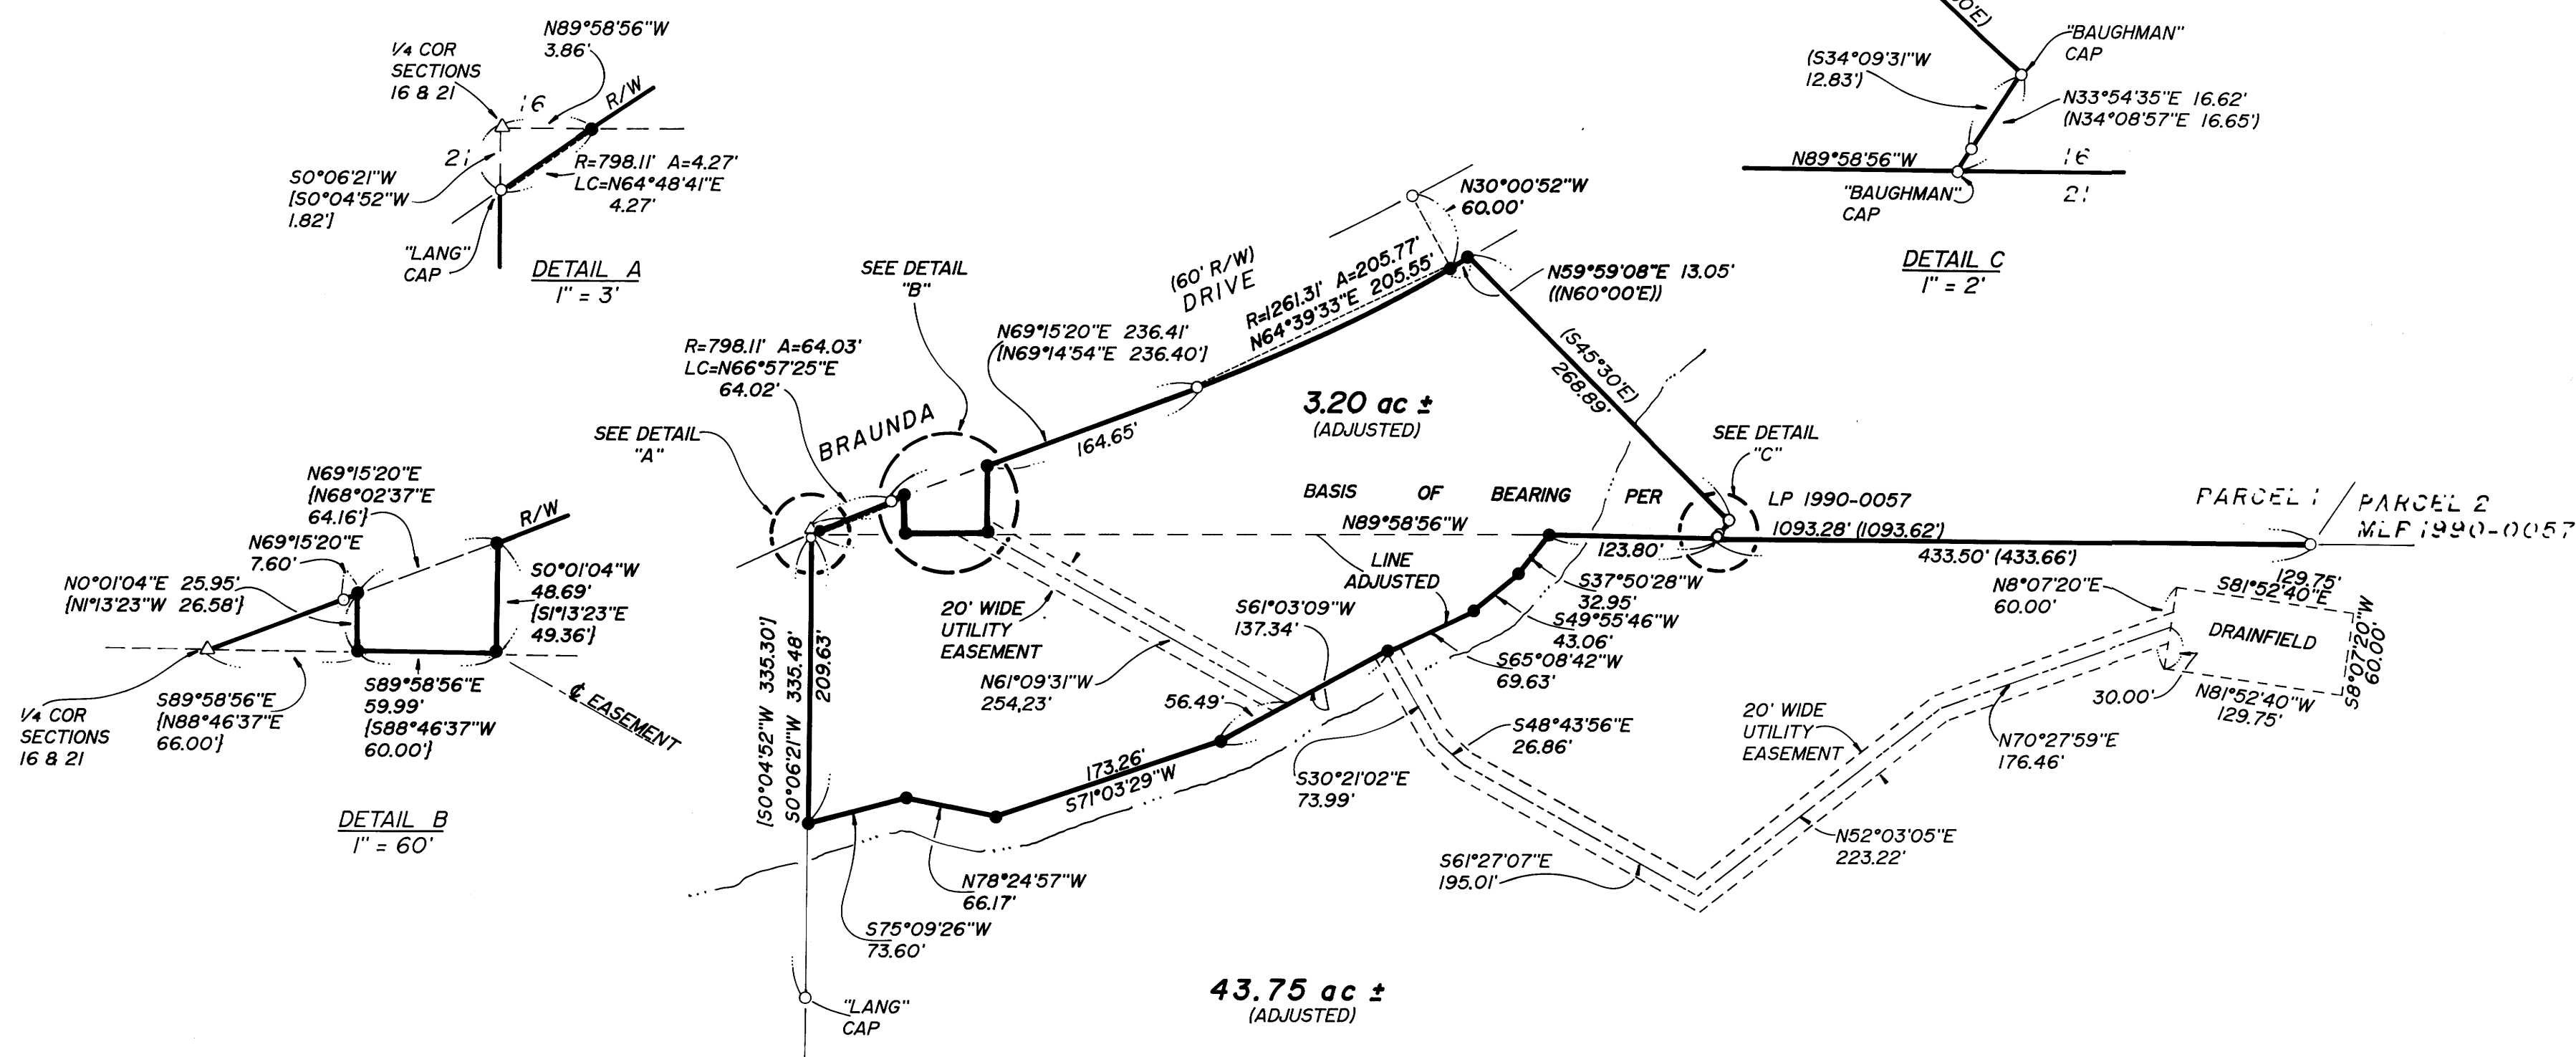 N89°58'56"W
3.86'
1/4 COR
SECTIONS
16 & 21
16
R/W
21
S0°06'21"W
[S0°04'52"W
1.82']
R=798.11' A=4.27'
LC=N64°48'41"E
4.27'
"LANG"
CAP
DETAIL A
1" = 3'
0'E)
"BAUGHMAN"
CAP
(S34°09'31"W
12.83')
N33°54'35"E 16.62'
(N34°08'57"E 16.65')
N89°58'56"W
16
21
"BAUGHMAN"
CAP
DETAIL C
1" = 2'
N30°00'52"W
60.00'
(60' R/W)
DRIVE
R=1261.31' A=205.77'
N64°39'33"E 205.55'
N59°59'08"E 13.05'
((N60°00'E))
SEE DETAIL
"B"
N69°15'20"E 236.41'
[N69°14'54"E 236.40']
R=798.11' A=64.03'
LC=N66°57'25"E
64.02'
(S45°30'E)
268.89'
3.20 ac ±
(ADJUSTED)
164.65'
BRAUNDA
SEE DETAIL
"A"
SEE DETAIL
"C"
BASIS OF BEARING PER LP 1990-0057
N89°58'56"W
1093.28' (1093.62')
123.80'
433.50' (433.66')
PARCEL 1
PARCEL 2
MLP 1990-0057
LINE
ADJUSTED
N69°15'20"E
{N68°02'37"E
64.16'}
R/W
N69°15'20"E
7.60'
N0°01'04"E 25.95'
{N1°13'23"W 26.58'}
S0°01'04"W
48.69'
{S1°13'23"E
49.36'}
S89°58'56"E
59.99'
{S88°46'37"W
60.00'}
S89°58'56"E
{N88°46'37"E
66.00'}
1/4 COR
SECTIONS
16 & 21
℄ EASEMENT
DETAIL B
1" = 60'
[S0°04'52"W 335.30']
S0°06'21"W 335.48'
209.63'
20' WIDE
UTILITY
EASEMENT
N61°09'31"W
254,23'
S61°03'09"W
137.34'
56.49'
S37°50'28"W
32.95'
S49°55'46"W
43.06'
S65°08'42"W
69.63'
173.26'
S71°03'29"W
N78°24'57"W
66.17'
S75°09'26"W
73.60'
S30°21'02"E
73.99'
S48°43'56"E
26.86'
S61°27'07"E
195.01'
N52°03'05"E
223.22'
20' WIDE
UTILITY
EASEMENT
N70°27'59"E
176.46'
N8°07'20"E
60.00'
129.75'
S81°52'40"E
DRAINFIELD
S8°07'20"W
60.00'
30.00'
N81°52'40"W
129.75'
"LANG"
CAP
43.75 ac ±
(ADJUSTED)